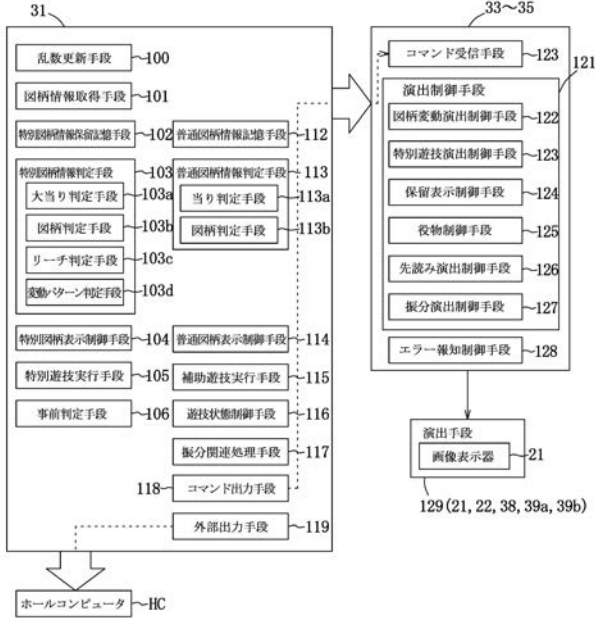 31
33~35
乱数更新手段 100
図柄情報取得手段 101
特別図柄情報保留記憶手段 102
普通図柄情報記憶手段 112
特別図柄情報判定手段 103
大当り判定手段 103a
図柄判定手段 103b
リーチ判定手段 103c
変動パターン判定手段 103d
普通図柄情報判定手段 113
当り判定手段 113a
図柄判定手段 113b
特別図柄表示制御手段 104
普通図柄表示制御手段 114
特別遊技実行手段 105
補助遊技実行手段 115
事前判定手段 106
遊技状態制御手段 116
振分関連処理手段 117
118 コマンド出力手段
外部出力手段 119
ホールコンピュータ HC
コマンド受信手段 123
121
演出制御手段
図柄変動演出制御手段 122
特別遊技演出制御手段 123
保留表示制御手段 124
役物制御手段 125
先読み演出制御手段 126
振分演出制御手段 127
エラー報知制御手段 128
演出手段
画像表示器 21
129(21, 22, 38, 39a, 39b)